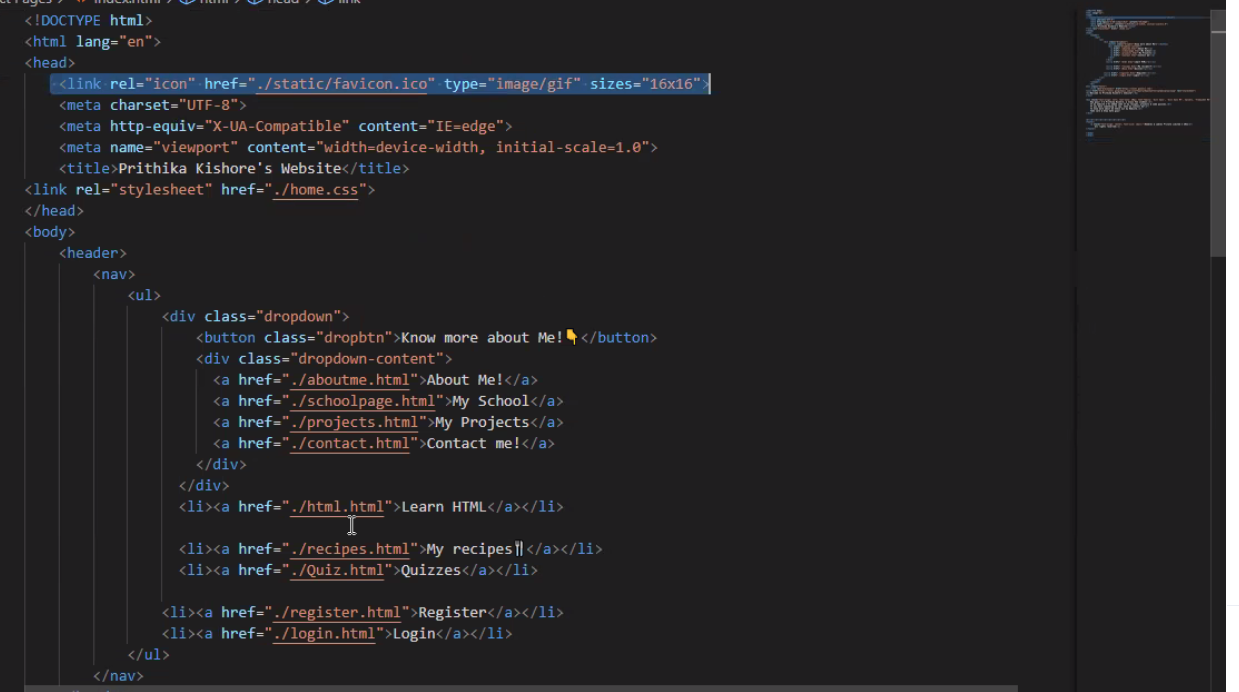 index.html > html > head > link
<!DOCTYPE html>
<html lang="en">
<head>
<link rel="icon" href="./static/favicon.ico" type="image/gif" sizes="16x16">
<meta charset="UTF-8">
<meta http-equiv="X-UA-Compatible" content="IE=edge">
<meta name="viewport" content="width=device-width, initial-scale=1.0">
<title>Prithika Kishore's Website</title>
<link rel="stylesheet" href="./home.css">
</head>
<body>
<header>
<nav>
<ul>
<div class="dropdown">
<button class="dropbtn">Know more about Me!👇</button>
<div class="dropdown-content">
<a href="./aboutme.html">About Me!</a>
<a href="./schoolpage.html">My School</a>
<a href="./projects.html">My Projects</a>
<a href="./contact.html">Contact me!</a>
</div>
</div>
<li><a href="./html.html">Learn HTML</a></li>
<li><a href="./recipes.html">My recipes🍴</a></li>
<li><a href="./Quiz.html">Quizzes</a></li>
<li><a href="./register.html">Register</a></li>
<li><a href="./login.html">Login</a></li>
</ul>
</nav>